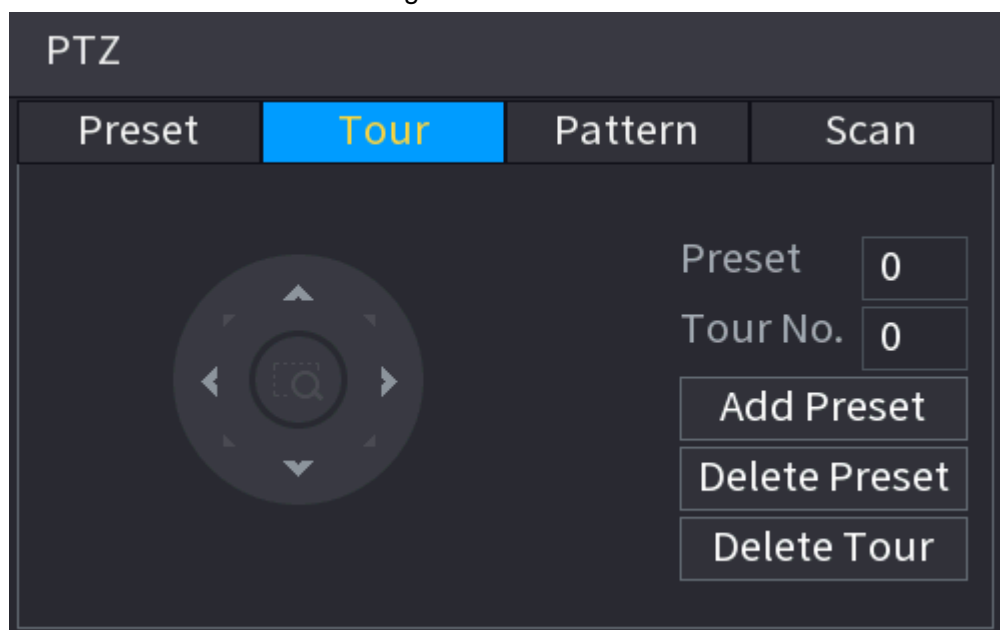 PTZ
Preset Tour Pattern Scan
Preset 0
Tour No. 0
Add Preset
Delete Preset
Delete Tour